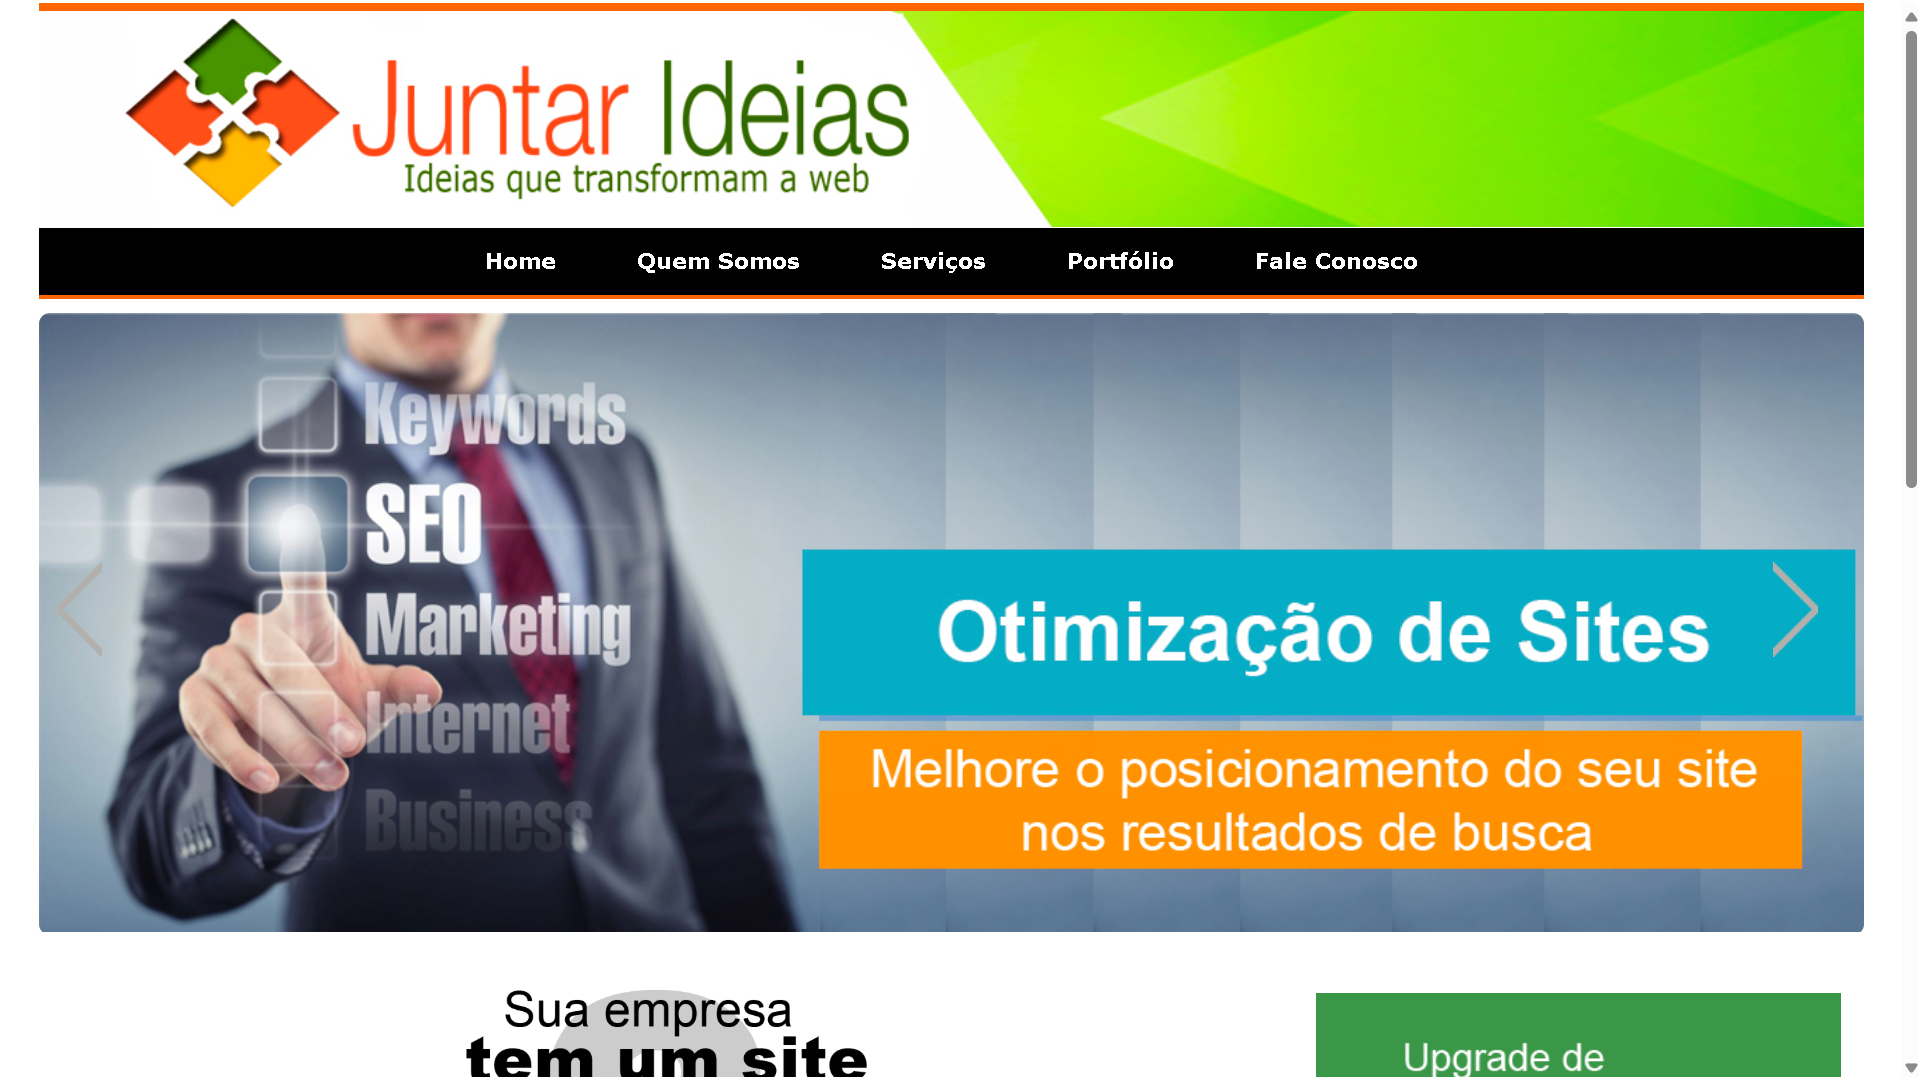 Juntar Ideias
Ideias que transformam a web
Home Quem Somos Serviços Portfólio Fale Conosco
Keywords
SEO
Marketing
Internet
Business
Otimização de Sites
Melhore o posicionamento do seu site
nos resultados de busca
Sua empresa
tem um site
Upgrade de